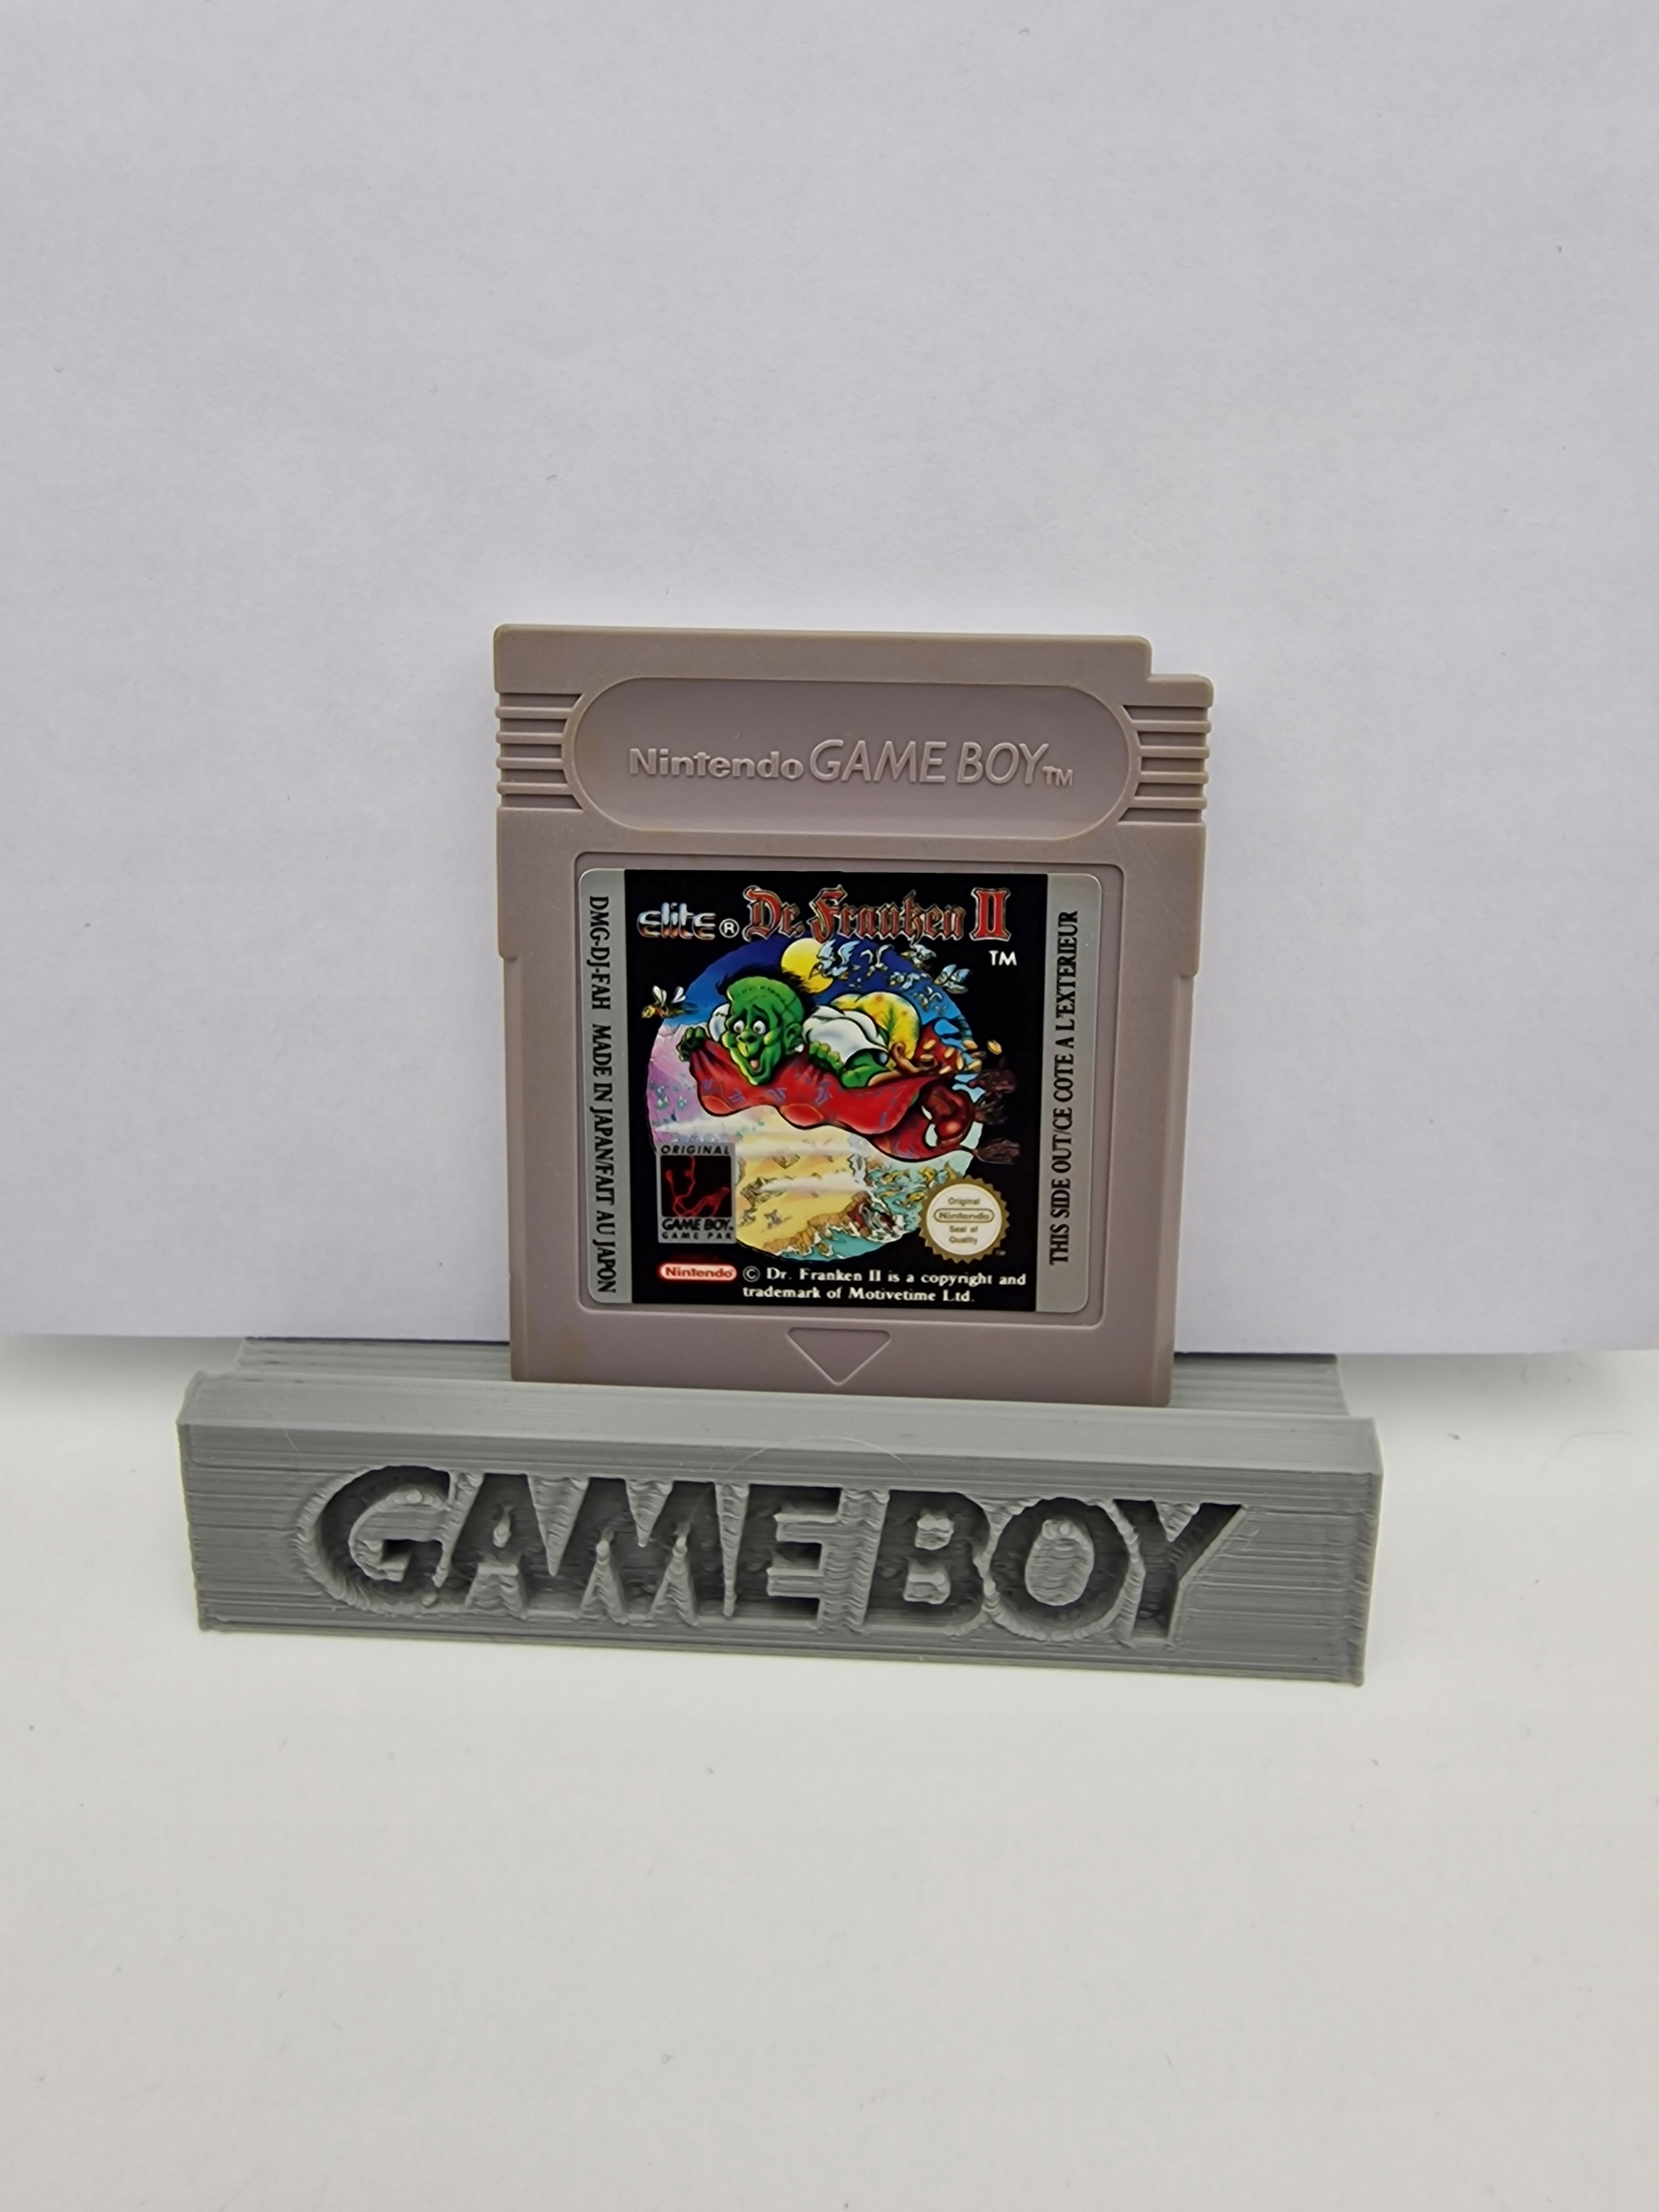 Nintendo GAME BOY TM
elite ® Dr. Franken II
TM
DMG-DJ-FAH MADE IN JAPAN/FAIT AU JAPON
THIS SIDE OUT/CE COTE A L'EXTERIEUR
ORIGINAL
GAME BOY
GAME PAK
Original
Nintendo
Seal of
Quality
Nintendo © Dr. Franken II is a copyright and
trademark of Motivetime Ltd.
GAME BOY